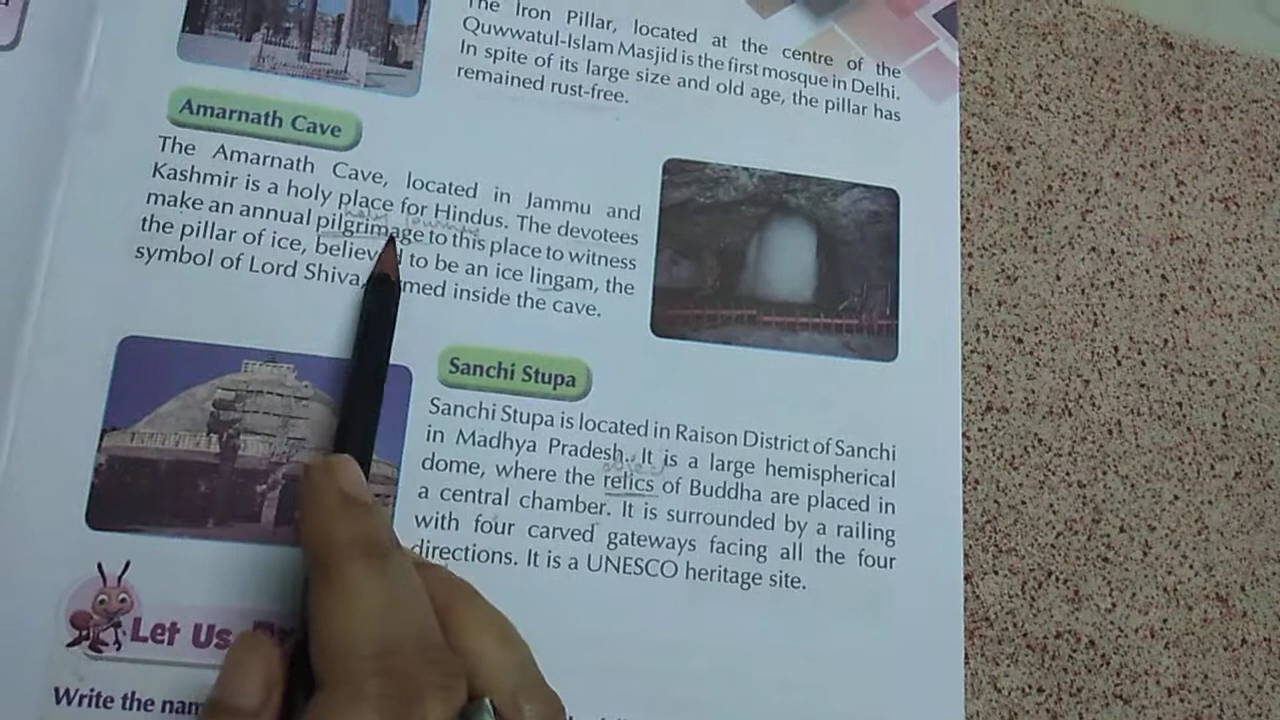 The Iron Pillar, located at the centre of the
Quwwatul-Islam Masjid is the first mosque in Delhi.
In spite of its large size and old age, the pillar has
remained rust-free.
Amarnath Cave
The Amarnath Cave, located in Jammu and
Kashmir is a holy place for Hindus. The devotees
make an annual pilgrimage to this place to witness
the pillar of ice, believed to be an ice lingam, the
symbol of Lord Shiva, med inside the cave.
Sanchi Stupa
Sanchi Stupa is located in Raison District of Sanchi
in Madhya Pradesh. It is a large hemispherical
dome, where the relics of Buddha are placed in
a central chamber. It is surrounded by a railing
with four carved gateways facing all the four
directions. It is a UNESCO heritage site.
Let Us
Write the nam